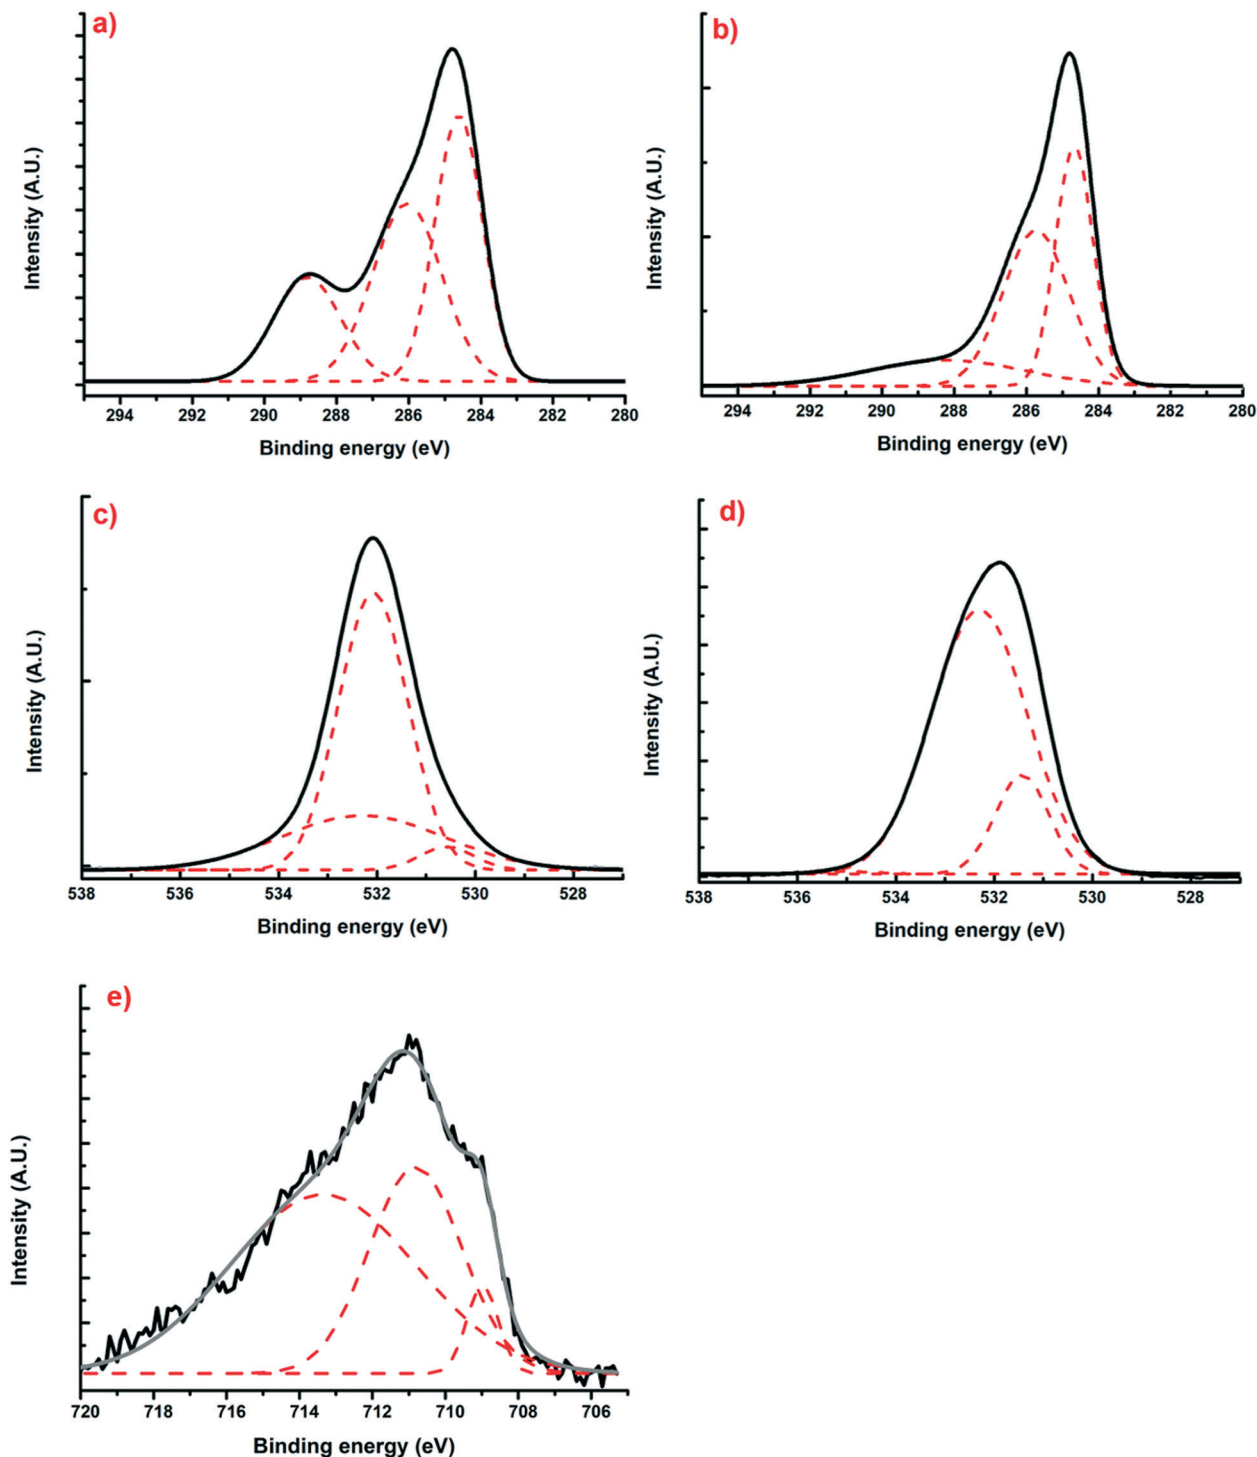 a)
Intensity (A.U.)
294 292 290 288 286 284 282 280
Binding energy (eV)
b)
Intensity (A.U.)
294 292 290 288 286 284 282 280
Binding energy (eV)
c)
Intensity (A.U.)
538 536 534 532 530 528
Binding energy (eV)
d)
Intensity (A.U.)
538 536 534 532 530 528
Binding energy (eV)
e)
Intensity (A.U.)
720 718 716 714 712 710 708 706
Binding energy (eV)